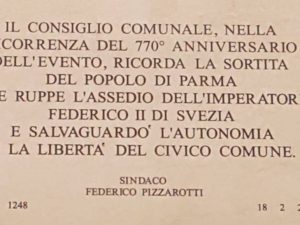 IL CONSIGLIO COMUNALE, NELLA
ICORRENZA DEL 770° ANNIVERSARIO
DELL'EVENTO, RICORDA LA SORTITA
DEL POPOLO DI PARMA
E RUPPE L'ASSEDIO DELL'IMPERATOR
FEDERICO II DI SVEZIA
E SALVAGUARDO' L'AUTONOMIA
LA LIBERTA' DEL CIVICO COMUNE.
SINDACO
FEDERICO PIZZAROTTI
1248 18 2 2